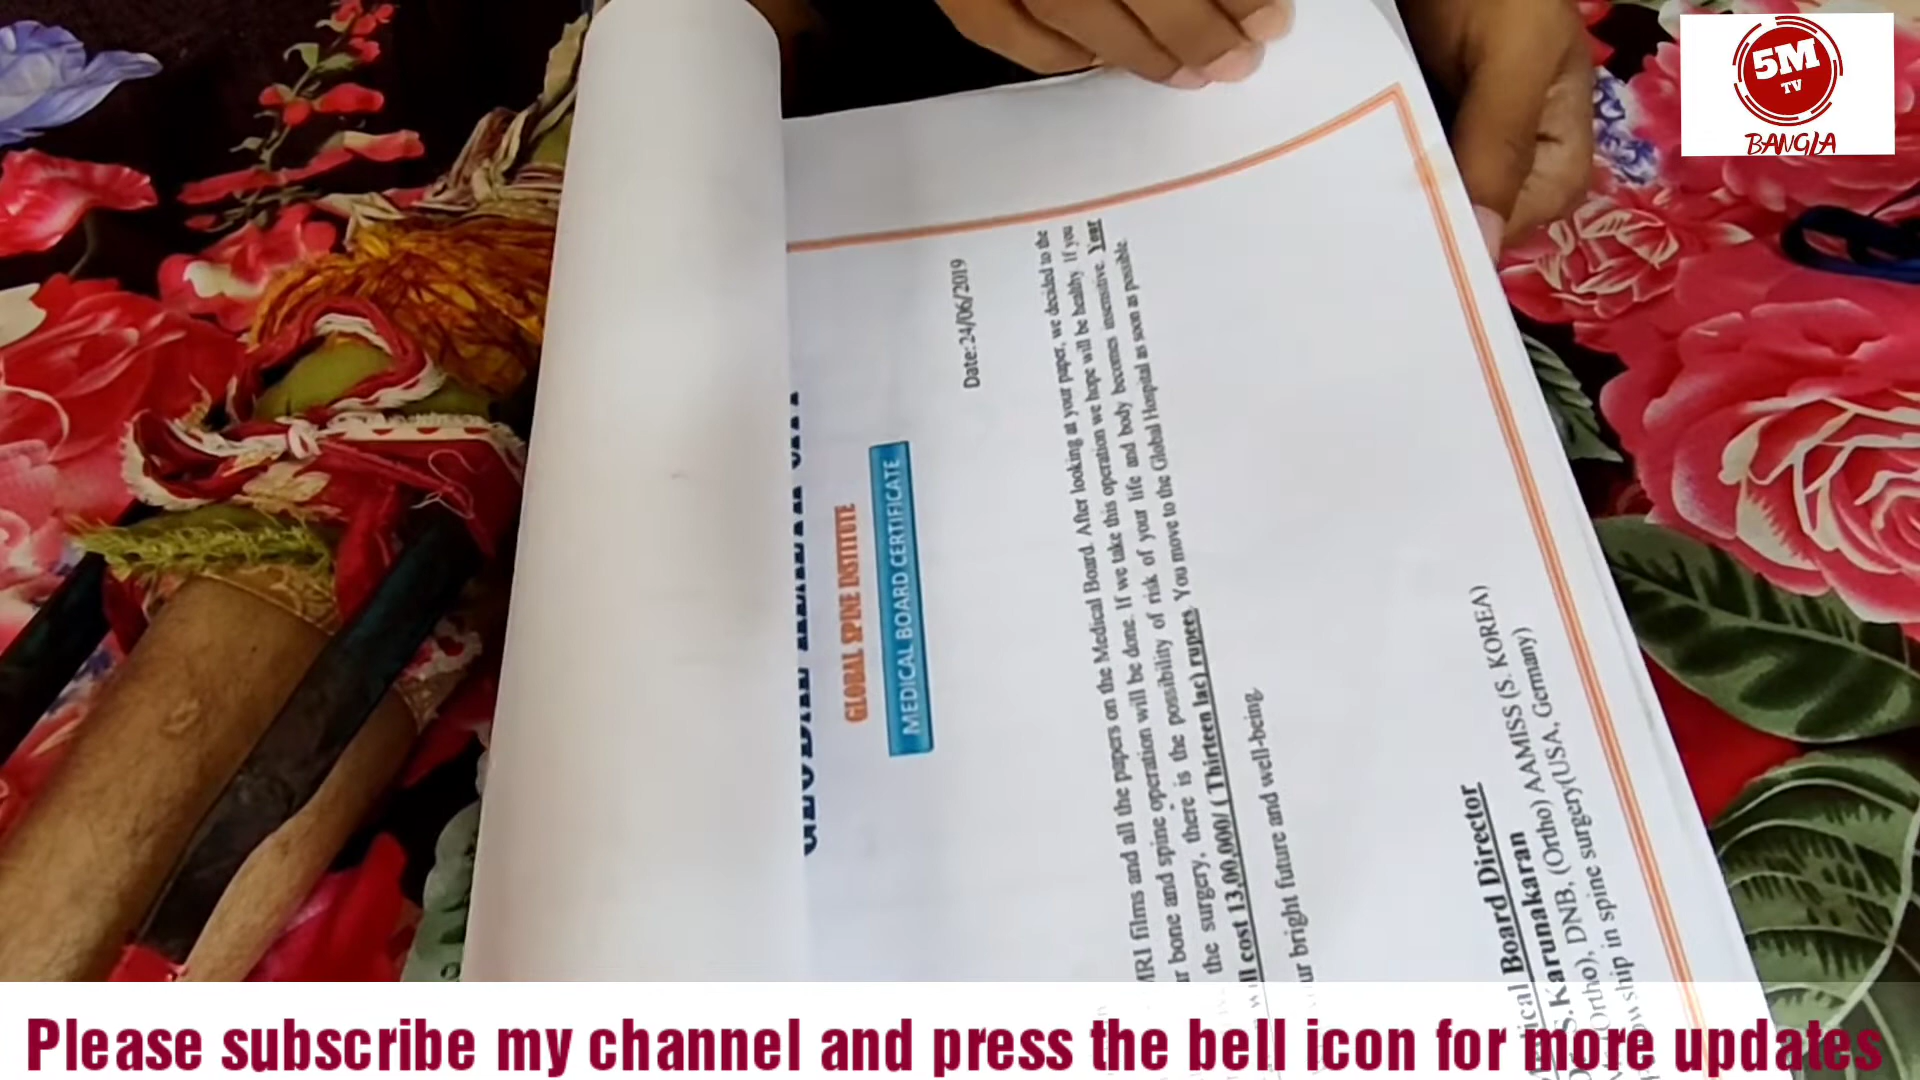 5M
TV
BANGLA
GLOBAL SPINE INSTITUTE
MEDICAL BOARD CERTIFICATE
Date:24/06/2019
films and all the papers on the Medical Board. After looking at your paper, we decided to the
bone and spine operation will be done. If we take this operation we hope will be healthy. If you
the surgery, there is the possibility of risk of your life and body becomes insensitive. Your
cost 13,00,000/ ( Thirteen lac) rupees. You move to the Global Hospital as soon as possible.
bright future and well-being
Board Director
S.Karunakaran
(Ortho), DNB, (Ortho) AAMISS (S. KOREA)
in spine surgery(USA, Germany)
Please subscribe my channel and press the bell icon for more updates